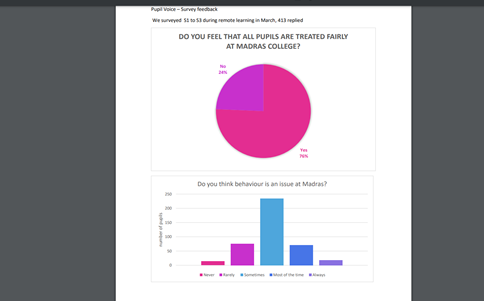 Pupil Voice – Survey feedback
We surveyed S1 to S3 during remote learning in March, 413 replied
DO YOU FEEL THAT ALL PUPILS ARE TREATED FAIRLY
AT MADRAS COLLEGE?
No
24%
Yes
76%
Do you think behaviour is an issue at Madras?
250
200
150
100
50
0
number of pupils
Never Rarely Sometimes Most of the time Always